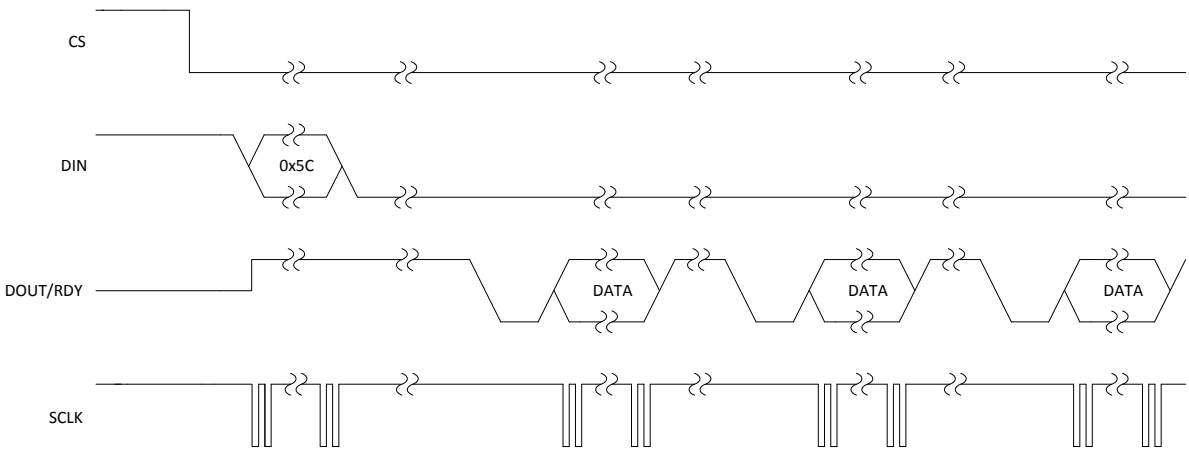 CS
DIN
0x5C
DOUT/RDY
DATA
DATA
DATA
SCLK